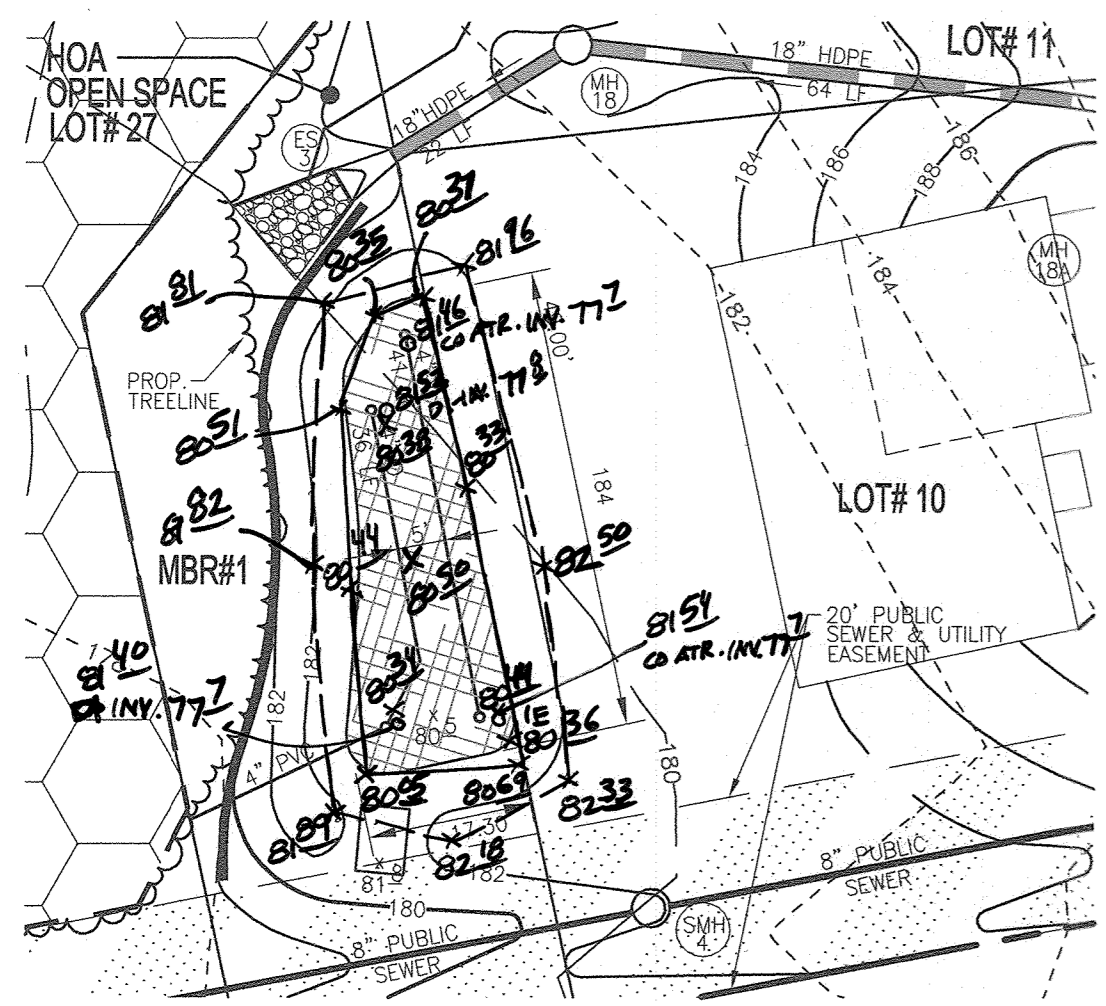 HOA
OPEN SPACE
LOT# 27
LOT# 11
18" HDPE
64 LF
MH
18
18"HDPE
22 LF
ES
3
184
186
188
186
80 37
80 35
81 96
81 81
MH
18A
184
182
81 46
CO ATR. INV. 77 7
PROP.
TREELINE
80 51
80 38
80 33
184
LOT# 10
81 82
MBR#1
80 44
80 50
82 50
81 54
CO ATR. INV. 77 7
20' PUBLIC
SEWER & UTILITY
EASEMENT
81 40
INV. 77 7
80 34
80 44
182
182
80.5
IE
80 36
180
4" PVC
80 05
80 69
82 33
81 89
17.30
82 18
182
81.8
8" PUBLIC
SEWER
180
8" PUBLIC
SEWER
SMH
4